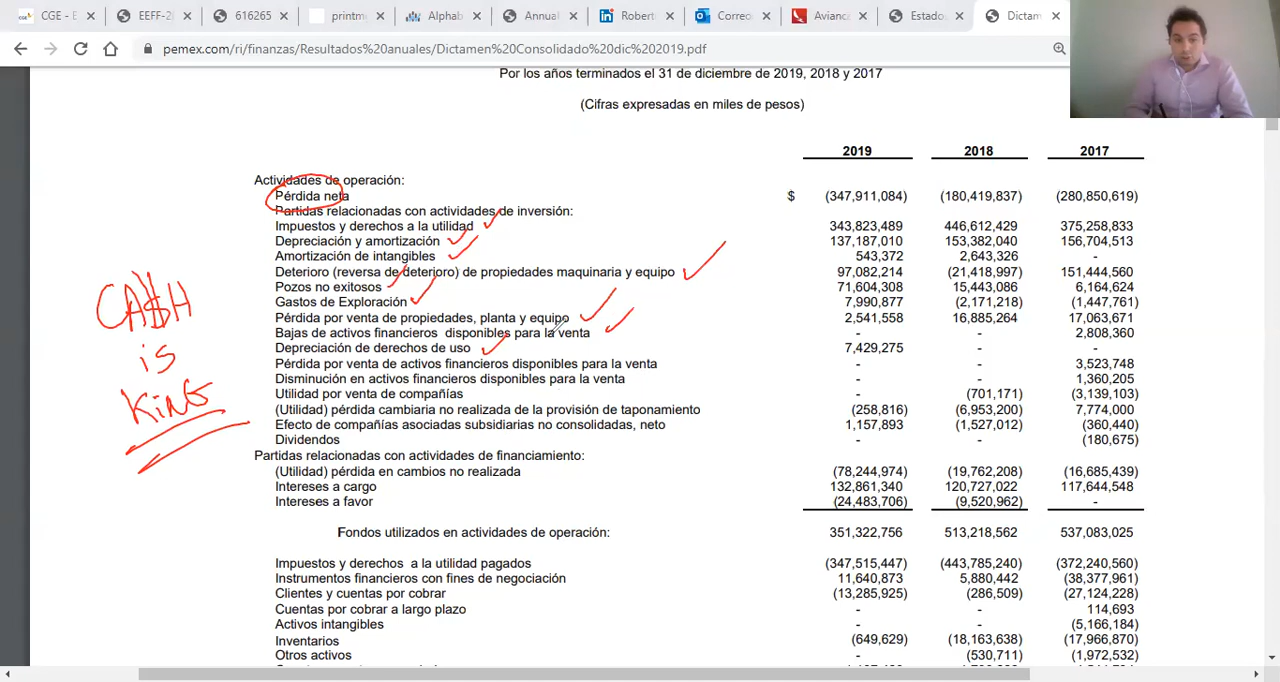 CGE - E
EEFF-2
616265
printm
Alphab
Annua
Robert
Correo
Avianca
Estado
Dictam
pemex.com/ri/finanzas/Resultados%20anuales/Dictamen%20Consolidado%20dic%202019.pdf
Por los años terminados el 31 de diciembre de 2019, 2018 y 2017
(Cifras expresadas en miles de pesos)
2019 2018 2017
Actividades de operación:
Pérdida neta $ (347,911,084) (180,419,837) (280,850,619)
Partidas relacionadas con actividades de inversión:
Impuestos y derechos a la utilidad 343,823,489 446,612,429 375,258,833
Depreciación y amortización 137,187,010 153,382,040 156,704,513
Amortización de intangibles 543,372 2,643,326 -
Deterioro (reversa de deterioro) de propiedades maquinaria y equipo 97,082,214 (21,418,997) 151,444,560
Pozos no exitosos 71,604,308 15,443,086 6,164,624
Gastos de Exploración 7,990,877 (2,171,218) (1,447,761)
Pérdida por venta de propiedades, planta y equipo 2,541,558 16,885,264 17,063,671
Bajas de activos financieros disponibles para la venta - - 2,808,360
Depreciación de derechos de uso 7,429,275 - -
Pérdida por venta de activos financieros disponibles para la venta - - 3,523,748
Disminución en activos financieros disponibles para la venta - - 1,360,205
Utilidad por venta de compañías - (701,171) (3,139,103)
(Utilidad) pérdida cambiaria no realizada de la provisión de taponamiento (258,816) (6,953,200) 7,774,000
Efecto de compañías asociadas subsidiarias no consolidadas, neto 1,157,893 (1,527,012) (360,440)
Dividendos - - (180,675)
Partidas relacionadas con actividades de financiamiento:
(Utilidad) pérdida en cambios no realizada (78,244,974) (19,762,208) (16,685,439)
Intereses a cargo 132,861,340 120,727,022 117,644,548
Intereses a favor (24,483,706) (9,520,962) -
Fondos utilizados en actividades de operación: 351,322,756 513,218,562 537,083,025
Impuestos y derechos a la utilidad pagados (347,515,447) (443,785,240) (372,240,560)
Instrumentos financieros con fines de negociación 11,640,873 5,880,442 (38,377,961)
Clientes y cuentas por cobrar (13,285,925) (286,509) (27,124,228)
Cuentas por cobrar a largo plazo - - 114,693
Activos intangibles - - (5,166,184)
Inventarios (649,629) (18,163,638) (17,966,870)
Otros activos - (530,711) (1,972,532)
CA$H
is
KiNG